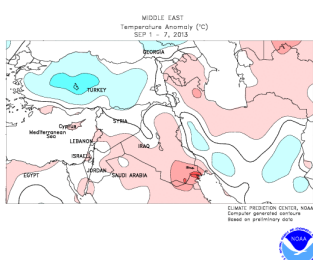 MIDDLE EAST
Temperature Anomaly (°C)
SEP 1 - 7, 2013
GEORGIA
TURKEY
SYRIA
Cyprus
Mediterranean
Sea
LEBANON
IRAQ
ISRAEL
JORDAN
EGYPT
SAUDI ARABIA
CLIMATE PREDICTION CENTER, NOAA
Computer generated contours
Based on preliminary data
NOAA